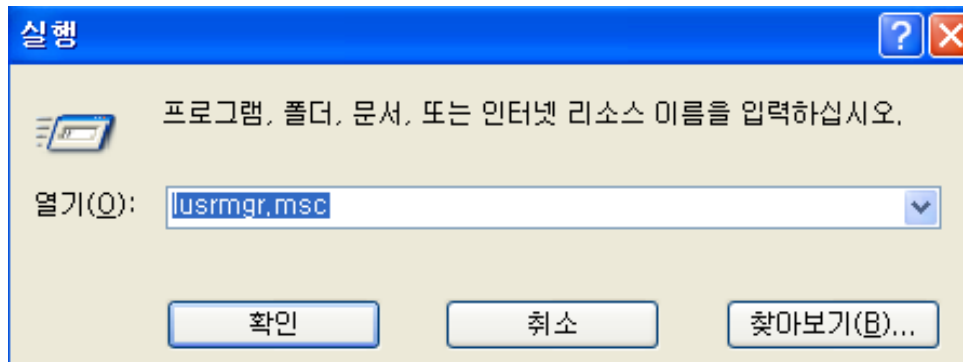 실행
프로그램, 폴더, 문서, 또는 인터넷 리소스 이름을 입력하십시오.
열기(O): lusrmgr.msc
확인 취소 찾아보기(B)...